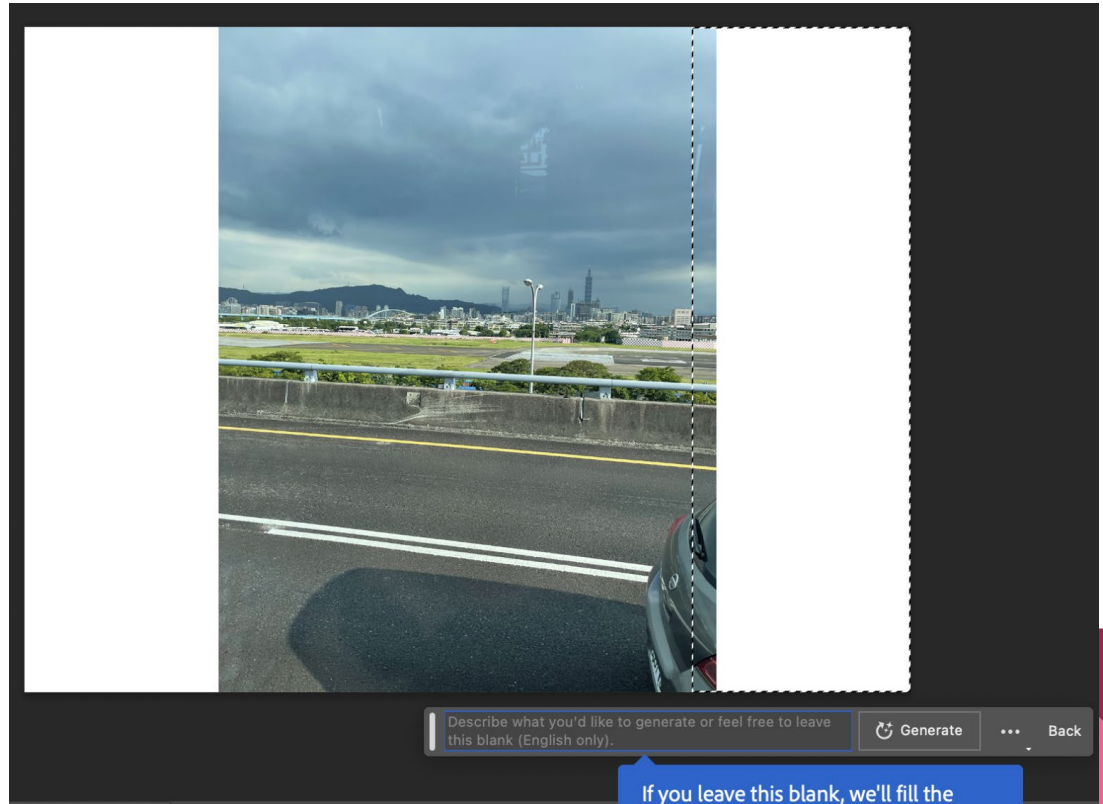 Describe what you'd like to generate or feel free to leave
this blank (English only).
Generate
Back
If you leave this blank, we'll fill the